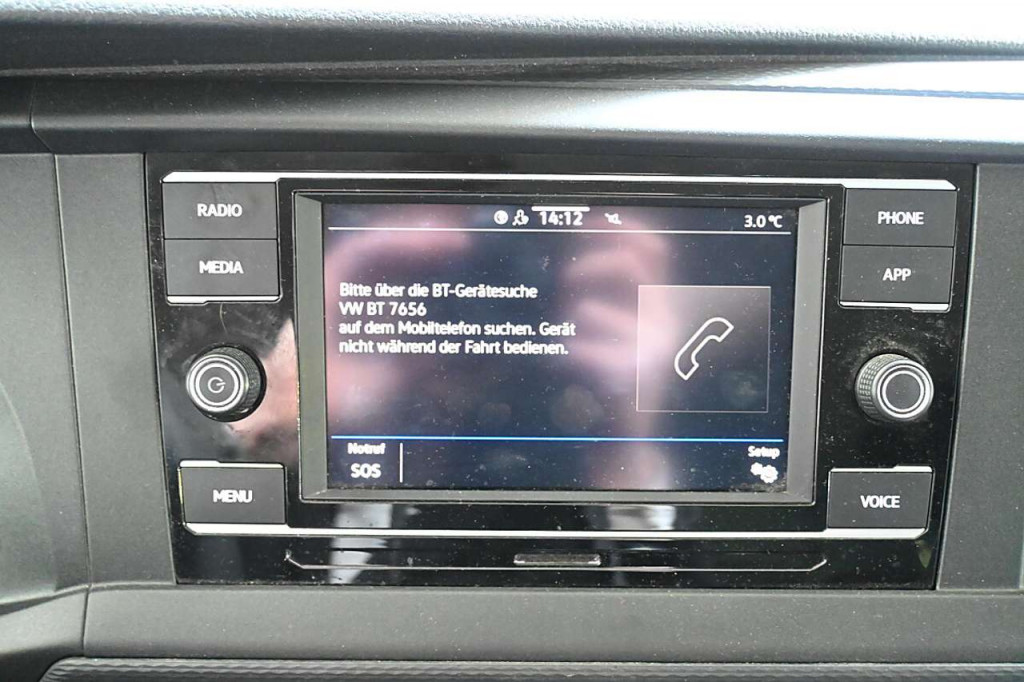 14:12
3.0 °C
RADIO
MEDIA
PHONE
APP
Bitte über die BT-Gerätesuche
VW BT 7656
auf dem Mobiltelefon suchen. Gerät
nicht während der Fahrt bedienen.
Notruf
SOS
Setup
MENU
VOICE